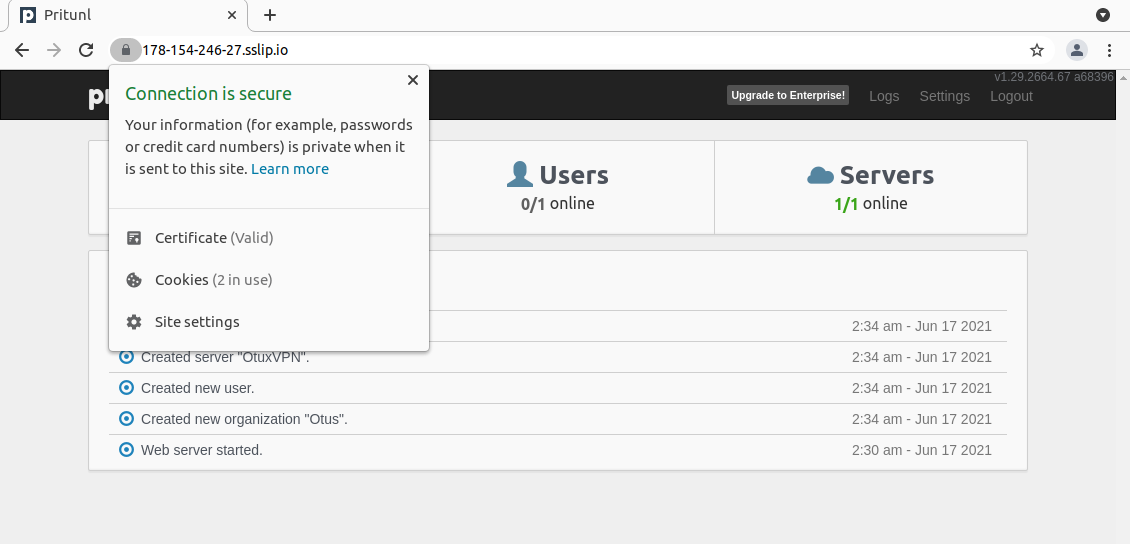 Pritunl
178-154-246-27.sslip.io
v1.29.2664.67 a68396
Upgrade to Enterprise!
Logs
Settings
Logout
Connection is secure
Your information (for example, passwords
or credit card numbers) is private when it
is sent to this site. Learn more
Certificate (Valid)
Cookies (2 in use)
Site settings
Users
0/1 online
Servers
1/1 online
2:34 am - Jun 17 2021
Created server "OtuxVPN". 2:34 am - Jun 17 2021
Created new user. 2:34 am - Jun 17 2021
Created new organization "Otus". 2:34 am - Jun 17 2021
Web server started. 2:30 am - Jun 17 2021